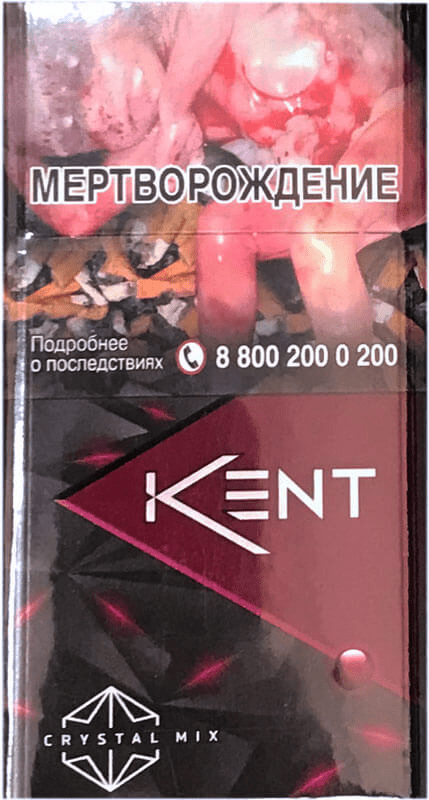 МЕРТВОРОЖДЕНИЕ
Подробнее
о последствиях
8 800 200 0 200
KENT
CRYSTAL MIX